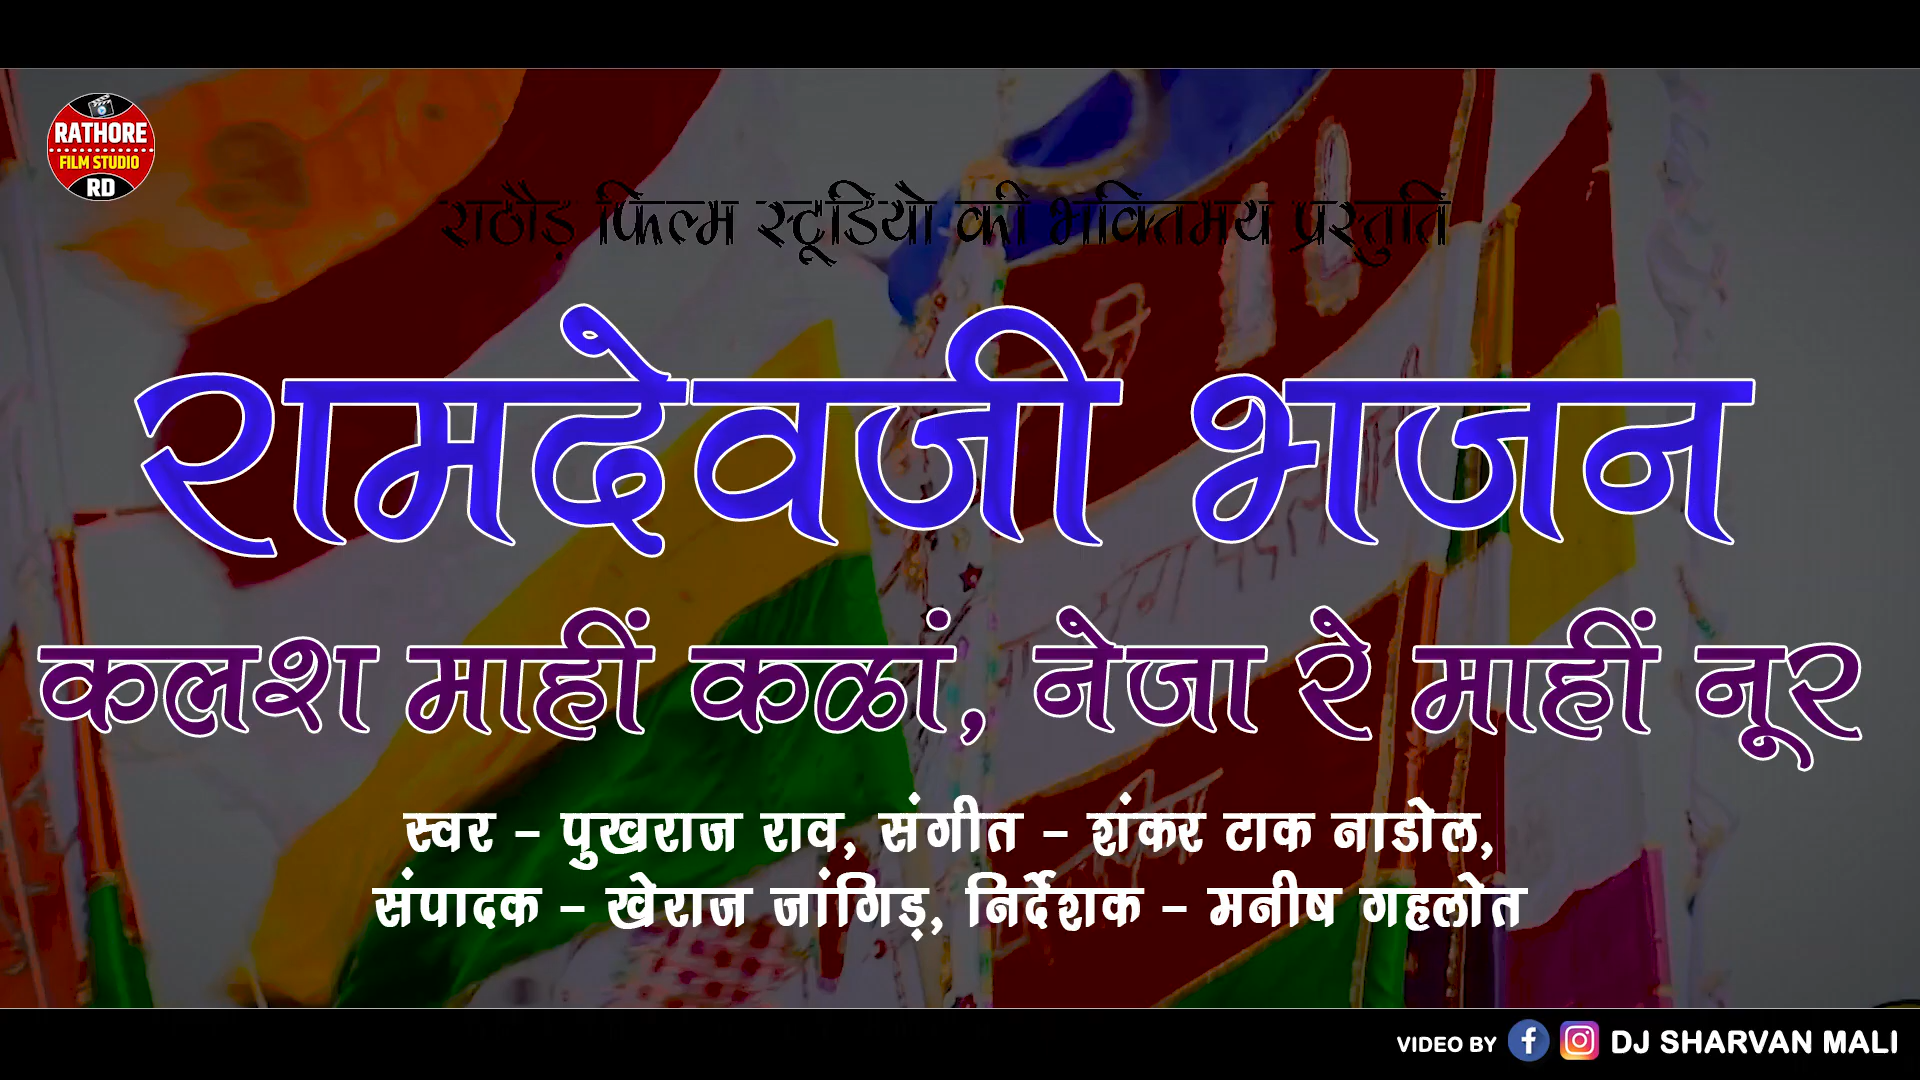 RATHORE
FILM STUDIO
RD
राठौड़ फिल्म स्टूडियो की भक्तिमय प्रस्तुति
रामदेवजी भजन
कलश माहीं कळां, नेजा रे माहीं नूर
स्वर – पुखराज राव, संगीत – शंकर टाक नाडोल,
संपादक – खेराज जांगिड़, निर्देशक – मनीष गहलोत
VIDEO BY DJ SHARVAN MALI